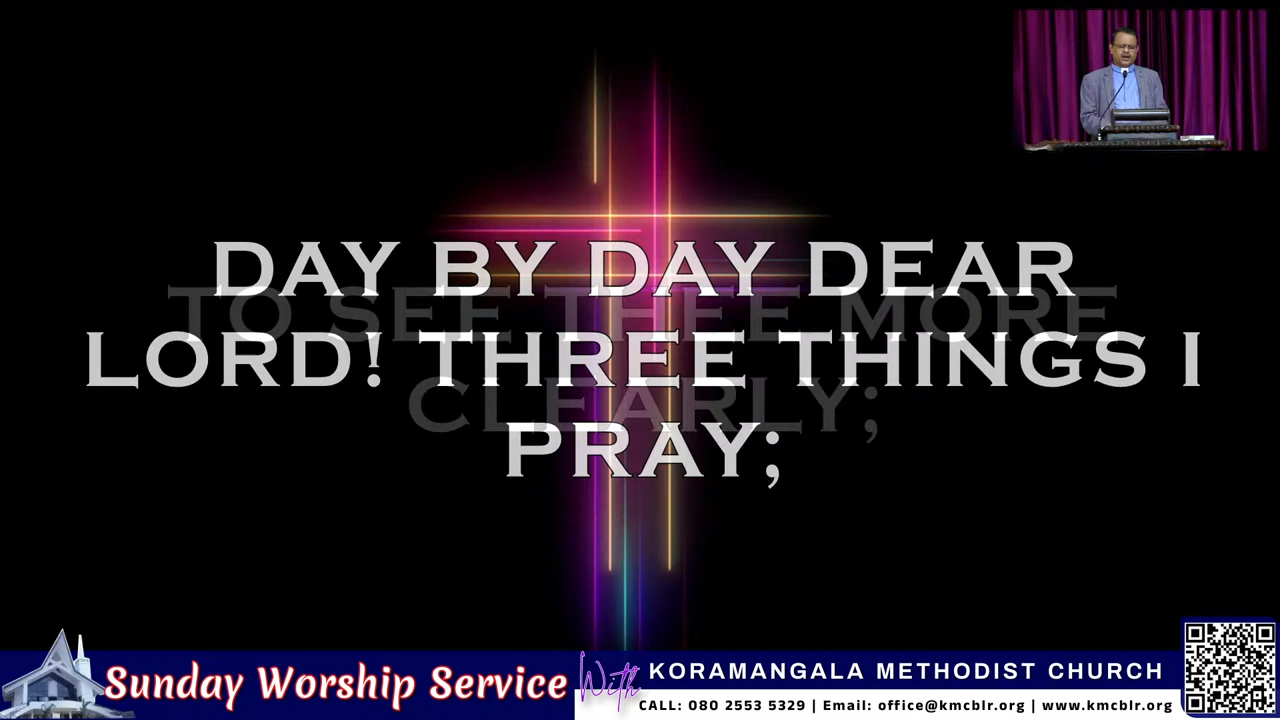 DAY BY DAY DEAR
LORD! THREE THINGS I
PRAY;
TO SEE THEE MORE
CLEARLY;
Sunday Worship Service
With
KORAMANGALA METHODIST CHURCH
CALL: 080 2553 5329 | Email: office@kmcblr.org | www.kmcblr.org